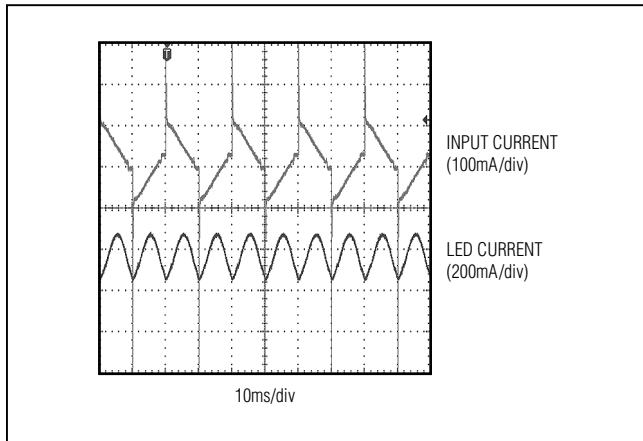 T
INPUT CURRENT
(100mA/div)
LED CURRENT
(200mA/div)
10ms/div